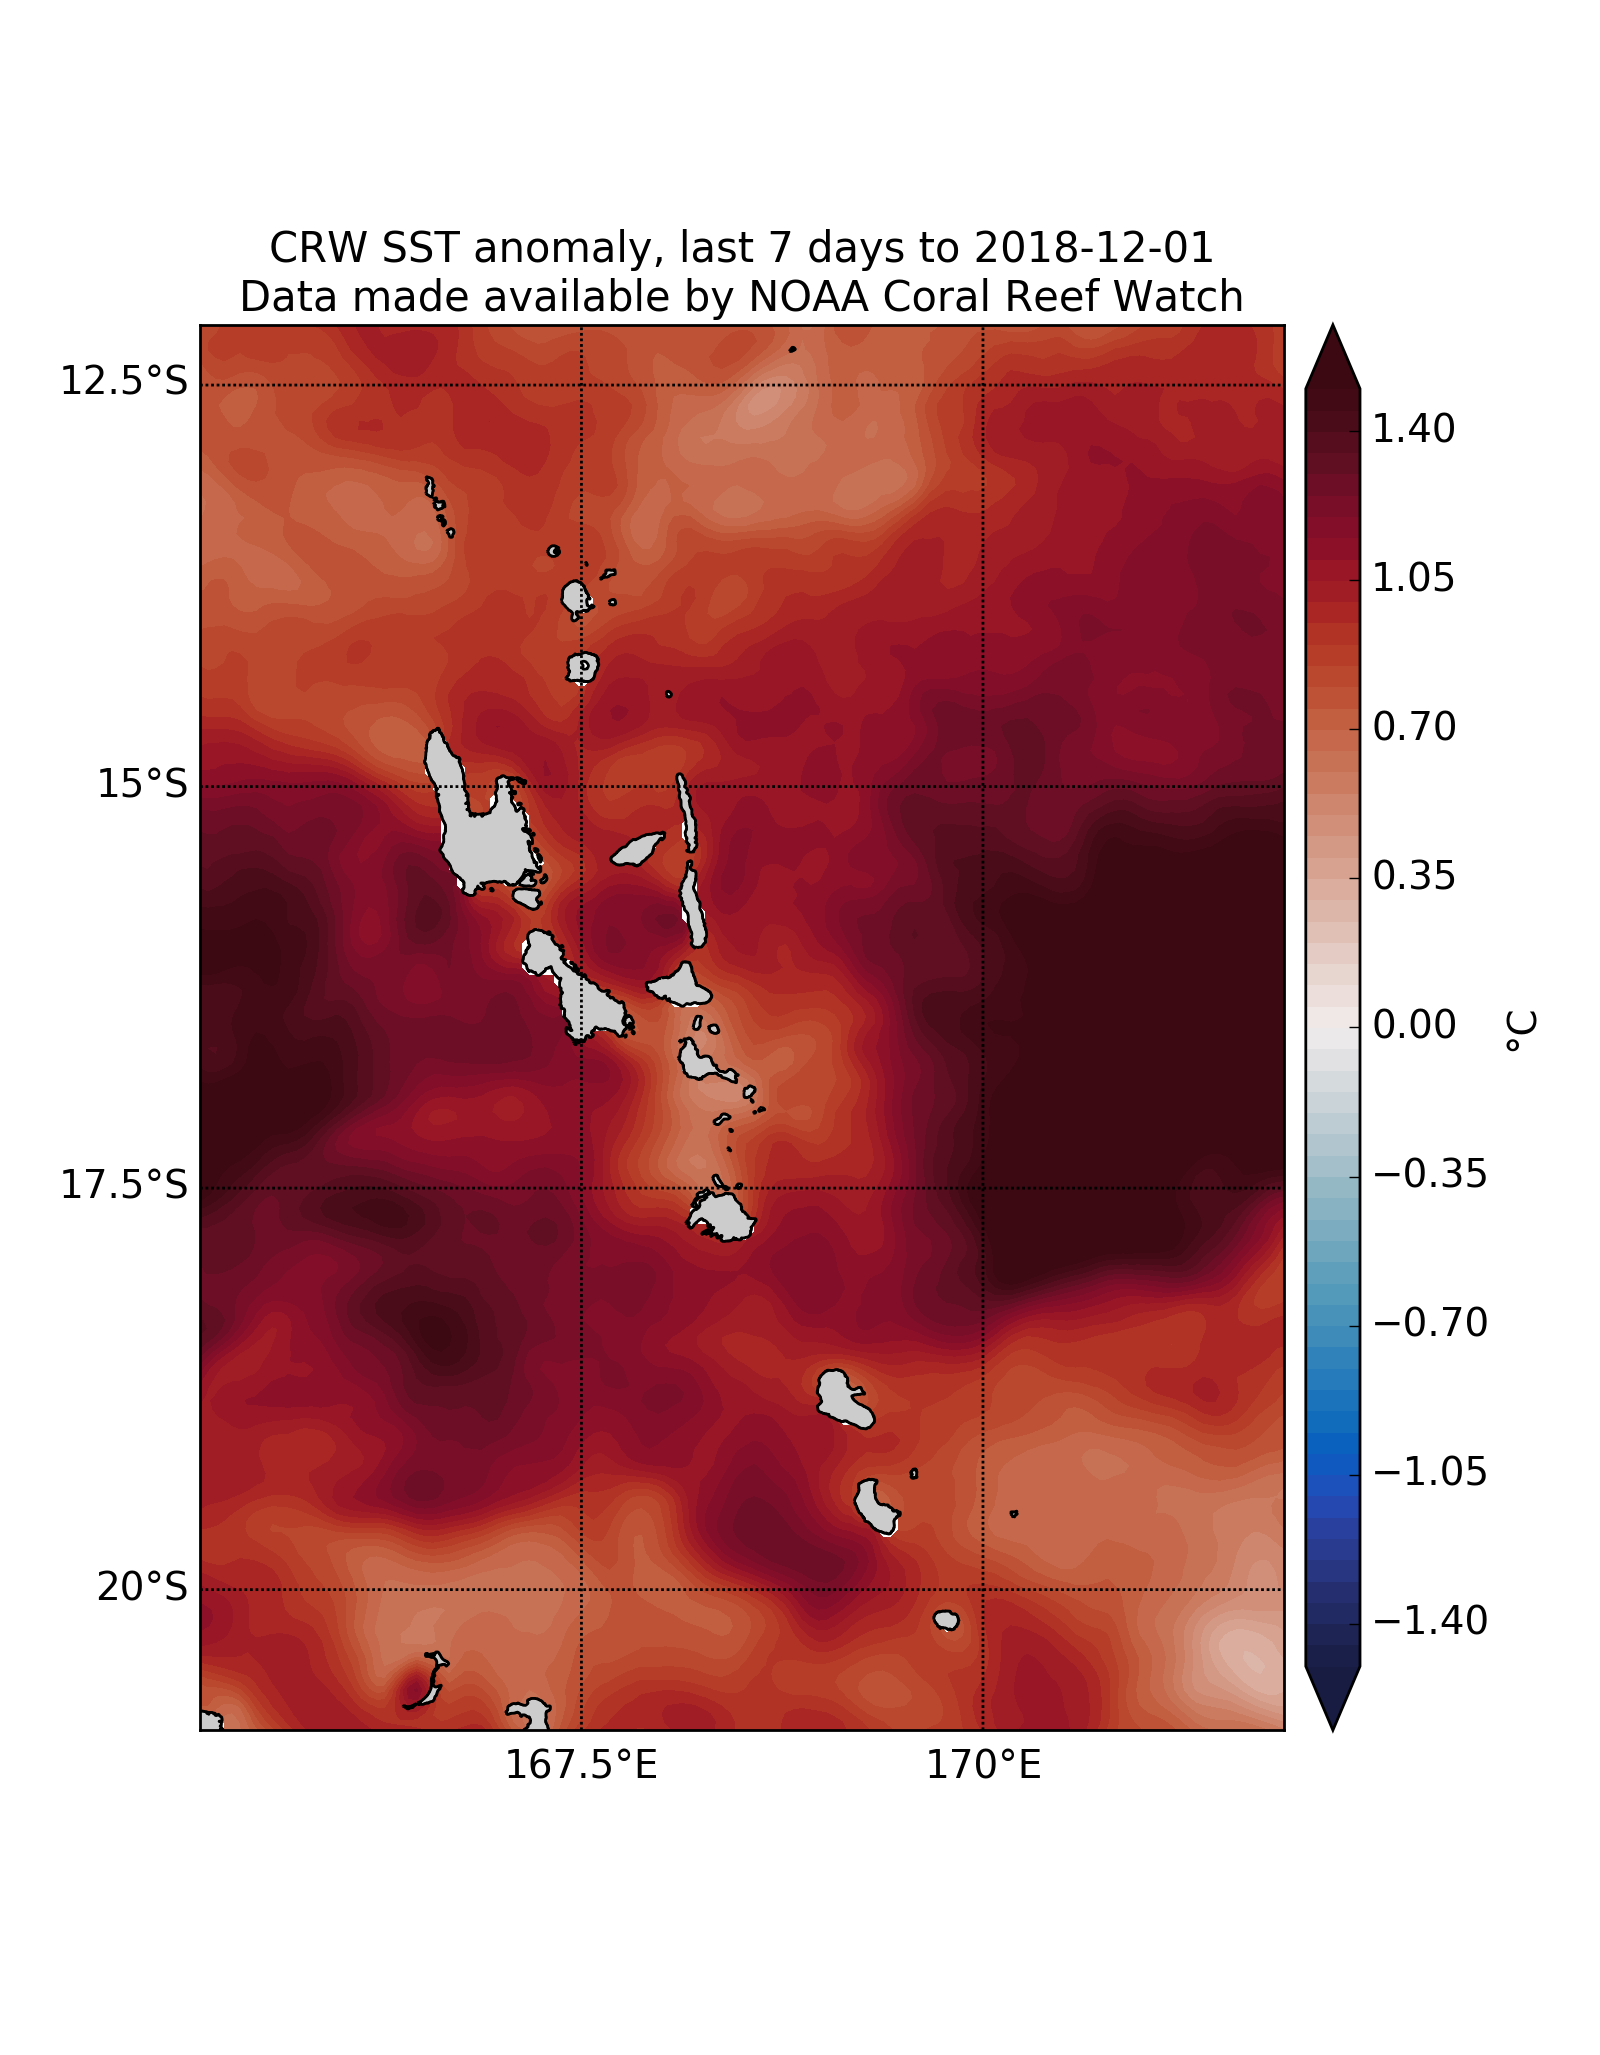 CRW SST anomaly, last 7 days to 2018-12-01
Data made available by NOAA Coral Reef Watch
12.5°S
15°S
17.5°S
20°S
167.5°E
170°E
1.40
1.05
0.70
0.35
0.00
−0.35
−0.70
−1.05
−1.40
°C